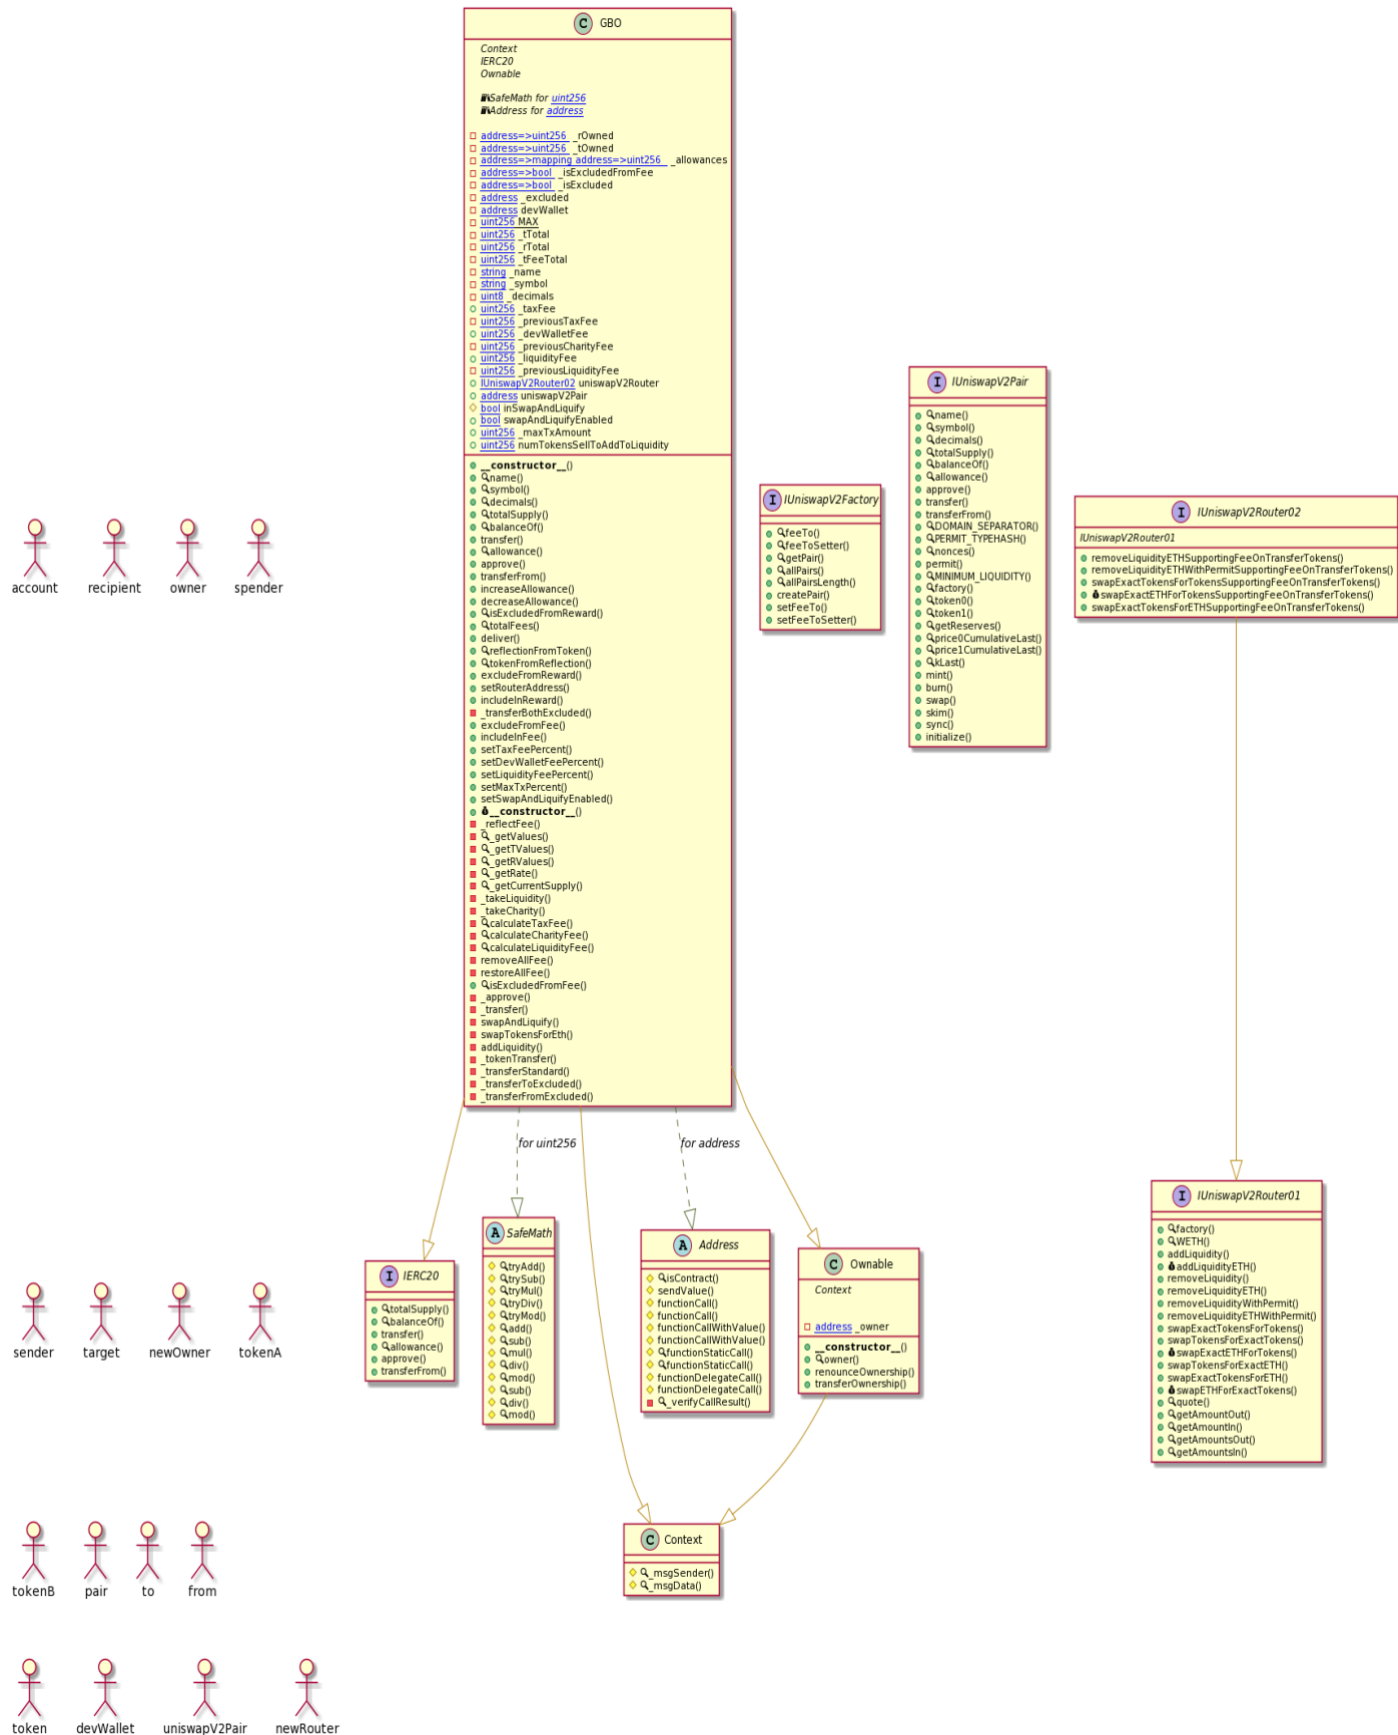 GBO
Context
IERC20
Ownable
SafeMath for uint256
Address for address
address=>uint256 _rOwned
address=>uint256 _tOwned
address=>mapping address=>uint256 _allowances
address=>bool _isExcludedFromFee
address=>bool _isExcluded
address _excluded
address devWallet
uint256 MAX
uint256 _tTotal
uint256 _rTotal
uint256 _tFeeTotal
string _name
string _symbol
uint8 _decimals
uint256 _taxFee
uint256 _previousTaxFee
uint256 _devWalletFee
uint256 _previousCharityFee
uint256 _liquidityFee
uint256 _previousLiquidityFee
IUniswapV2Router02 uniswapV2Router
address uniswapV2Pair
bool inSwapAndLiquify
bool swapAndLiquifyEnabled
uint256 _maxTxAmount
uint256 numTokensSellToAddToLiquidity
__constructor__()
name()
symbol()
decimals()
totalSupply()
balanceOf()
transfer()
allowance()
approve()
transferFrom()
increaseAllowance()
decreaseAllowance()
isExcludedFromReward()
totalFees()
deliver()
reflectionFromToken()
tokenFromReflection()
excludeFromReward()
setRouterAddress()
includeInReward()
_transferBothExcluded()
excludeFromFee()
includeInFee()
setTaxFeePercent()
setDevWalletFeePercent()
setLiquidityFeePercent()
setMaxTxPercent()
setSwapAndLiquifyEnabled()
__constructor__()
_reflectFee()
_getValues()
_getTValues()
_getRValues()
_getRate()
_getCurrentSupply()
_takeLiquidity()
_takeCharity()
calculateTaxFee()
calculateCharityFee()
calculateLiquidityFee()
removeAllFee()
restoreAllFee()
isExcludedFromFee()
_approve()
_transfer()
swapAndLiquify()
swapTokensForEth()
addLiquidity()
_tokenTransfer()
_transferStandard()
_transferToExcluded()
_transferFromExcluded()
IUniswapV2Pair
name()
symbol()
decimals()
totalSupply()
balanceOf()
allowance()
approve()
transfer()
transferFrom()
DOMAIN_SEPARATOR()
PERMIT_TYPEHASH()
nonces()
permit()
MINIMUM_LIQUIDITY()
factory()
token0()
token1()
getReserves()
price0CumulativeLast()
price1CumulativeLast()
kLast()
mint()
burn()
swap()
skim()
sync()
initialize()
IUniswapV2Factory
feeTo()
feeToSetter()
getPair()
allPairs()
allPairsLength()
createPair()
setFeeTo()
setFeeToSetter()
IUniswapV2Router02
IUniswapV2Router01
removeLiquidityETHSupportingFeeOnTransferTokens()
removeLiquidityETHWithPermitSupportingFeeOnTransferTokens()
swapExactTokensForTokensSupportingFeeOnTransferTokens()
swapExactETHForTokensSupportingFeeOnTransferTokens()
swapExactTokensForETHSupportingFeeOnTransferTokens()
account
recipient
owner
spender
for uint256
for address
IERC20
totalSupply()
balanceOf()
transfer()
allowance()
approve()
transferFrom()
SafeMath
tryAdd()
trySub()
tryMul()
tryDiv()
tryMod()
add()
sub()
mul()
div()
mod()
sub()
div()
mod()
Address
isContract()
sendValue()
functionCall()
functionCall()
functionCallWithValue()
functionCallWithValue()
functionStaticCall()
functionStaticCall()
functionDelegateCall()
functionDelegateCall()
_verifyCallResult()
Ownable
Context
address _owner
__constructor__()
owner()
renounceOwnership()
transferOwnership()
IUniswapV2Router01
factory()
WETH()
addLiquidity()
addLiquidityETH()
removeLiquidity()
removeLiquidityETH()
removeLiquidityWithPermit()
removeLiquidityETHWithPermit()
swapExactTokensForTokens()
swapTokensForExactTokens()
swapExactETHForTokens()
swapTokensForExactETH()
swapExactTokensForETH()
swapETHForExactTokens()
quote()
getAmountOut()
getAmountIn()
getAmountsOut()
getAmountsIn()
sender
target
newOwner
tokenA
Context
_msgSender()
_msgData()
tokenB
pair
to
from
token
devWallet
uniswapV2Pair
newRouter